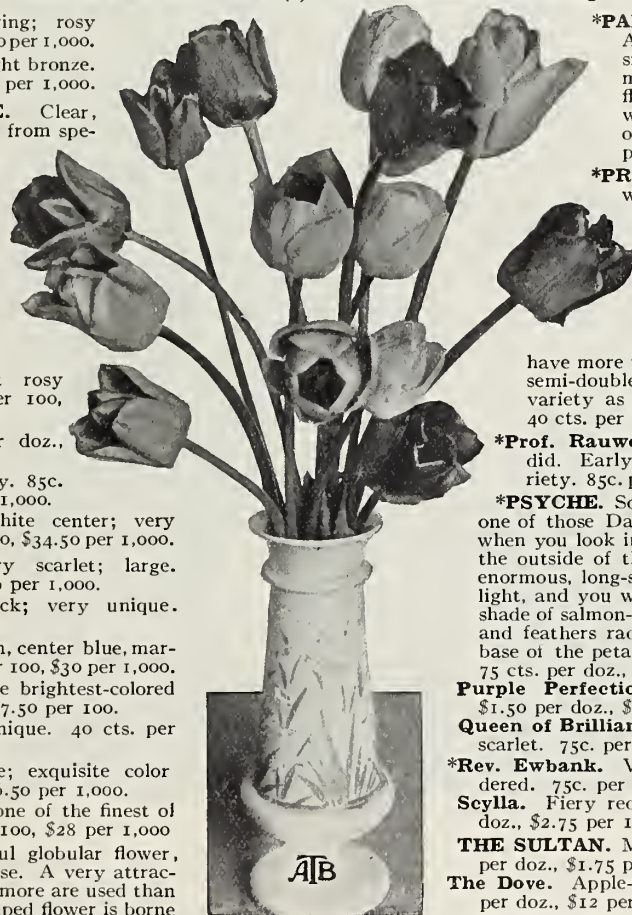 ring; rosy
per 1,000.
ht bronze.
per 1,000.
E. Clear,
from spe-
rosy
er 100,
r doz.,
y. 85c.
1,000.
hite center; very
0, $34.50 per 1,000.
ry scarlet; large.
per 1,000.
ck; very unique.
n, center blue, mar-
r 100, $30 per 1,000.
e brightest-colored
7.50 per 100.
nique. 40 cts. per
e; exquisite color
.50 per 1,000.
one of the finest of
100, $28 per 1,000
ul globular flower,
se. A very attrac-
more are used than
ped flower is borne
ATB
*PA
A
si
n
fl
w
o
p
*PR
w
have more
semi-double
variety as
40 cts. per
*Prof. Rauwe
did. Early
riety. 85c. p
*PSYCHE. So
one of those Da
when you look in
the outside of t
enormous, long-s
light, and you w
shade of salmon-
and feathers rad
base of the peta
75 cts. per doz.,
Purple Perfectio
$1.50 per doz., $
Queen of Brillian
scarlet. 75c. per
*Rev. Ewbank. V
dered. 75c. per
Scylla. Fiery red
doz., $2.75 per 1
THE SULTAN. M
per doz., $1.75 p
The Dove. Apple-
per doz., $12 per